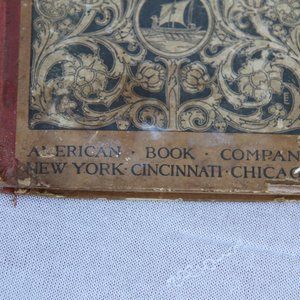 AMERICAN · BOOK · COMPAN
NEW YORK · CINCINNATI · CHICAG